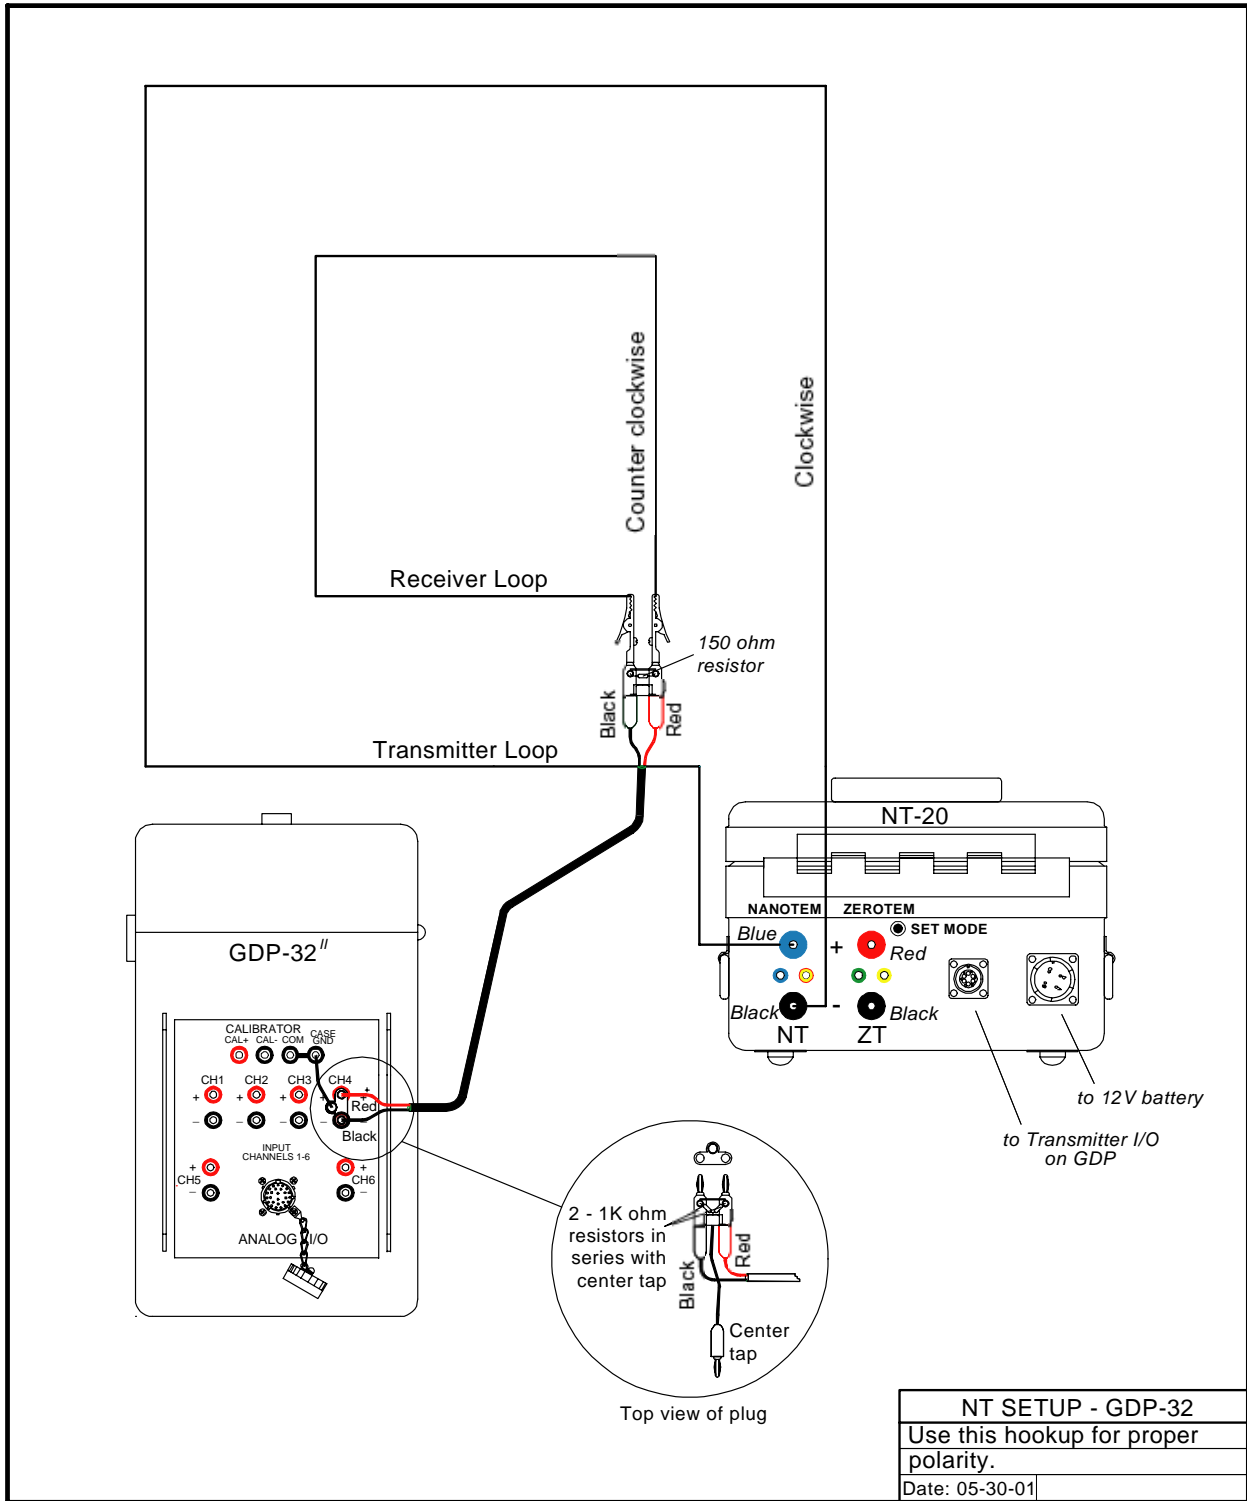 Counter clockwise
Clockwise
Receiver Loop
150 ohm
resistor
Black
Red
Transmitter Loop
NT-20
NANOTEM ZEROTEM
SET MODE
Blue
+
Red
Black
-
Black
NT ZT
to 12V battery
to Transmitter I/O
on GDP
GDP-32 II
CALIBRATOR
CAL+ CAL- COM CASE
GND
CH1 CH2 CH3 CH4
+ + + + +
Red
− − − − −
Black
INPUT
CHANNELS 1-6
+ +
CH5 CH6
− −
ANALOG I/O
2 - 1K ohm
resistors in
series with
center tap
Black
Red
Center
tap
Top view of plug
NT SETUP - GDP-32
Use this hookup for proper
polarity.
Date: 05-30-01